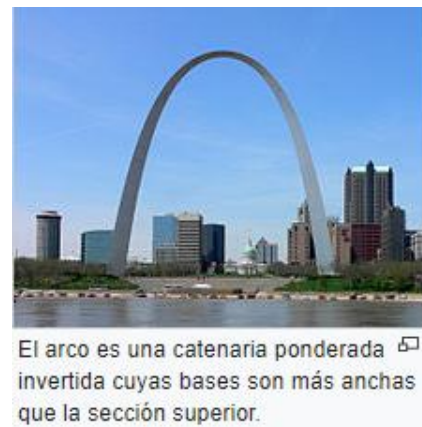 El arco es una catenaria ponderada
invertida cuyas bases son más anchas
que la sección superior.